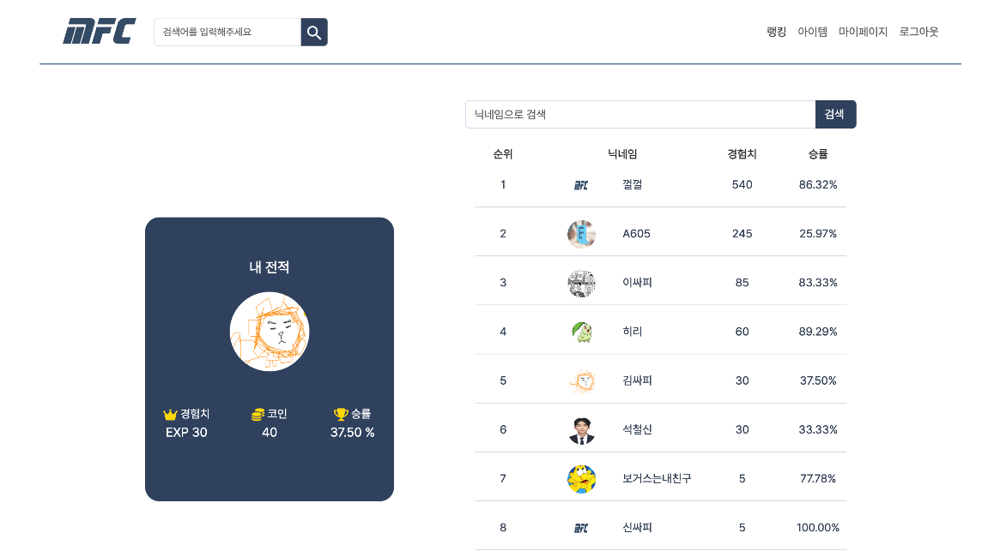 MFC
검색어를 입력해주세요
랭킹 아이템 마이페이지 로그아웃
닉네임으로 검색 검색
내 전적
경험치 코인 승률
EXP 30 40 37.50 %
순위 닉네임 경험치 승률
1 MFC 껄껄 540 86.32%
2 A605 245 25.97%
3 이싸피 85 83.33%
4 히리 60 89.29%
5 김싸피 30 37.50%
6 석철신 30 33.33%
7 보거스는내친구 5 77.78%
8 MFC 신싸피 5 100.00%